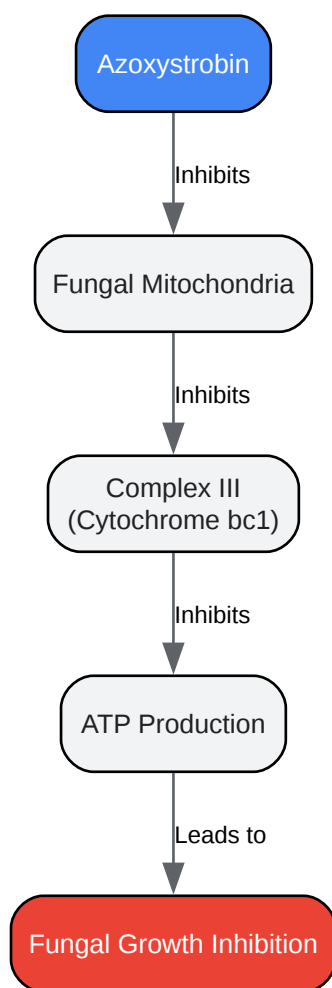 Azoxystrobin
Inhibits
Fungal Mitochondria
Inhibits
Complex III
(Cytochrome bc1)
Inhibits
ATP Production
Leads to
Fungal Growth Inhibition